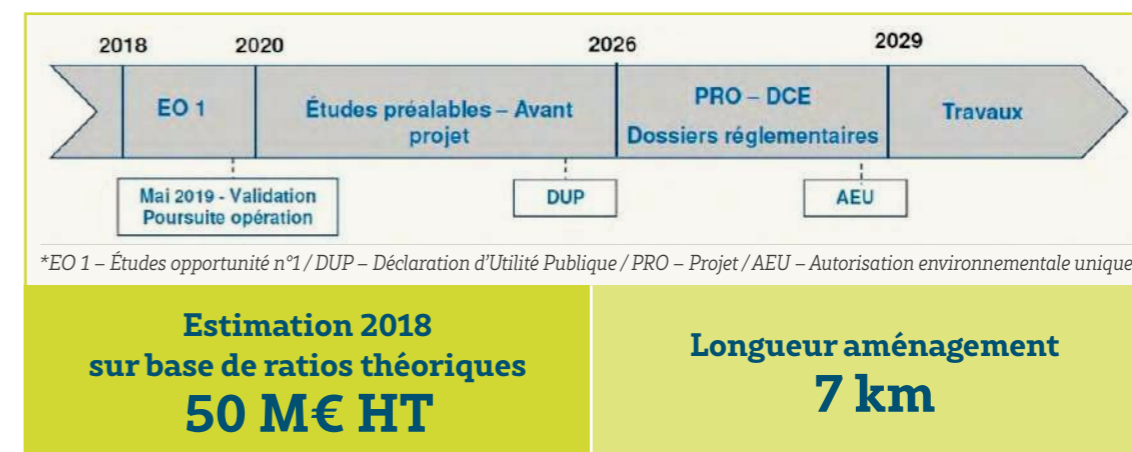 2018 2020 2026 2029
EO 1
Études préalables – Avant
projet
PRO – DCE
Dossiers réglementaires
Travaux
Mai 2019 - Validation
Poursuite opération
DUP
AEU
*EO 1 – Études opportunité n°1 / DUP – Déclaration d'Utilité Publique / PRO – Projet / AEU – Autorisation environnementale unique
Estimation 2018
sur base de ratios théoriques
50 M€ HT
Longueur aménagement
7 km